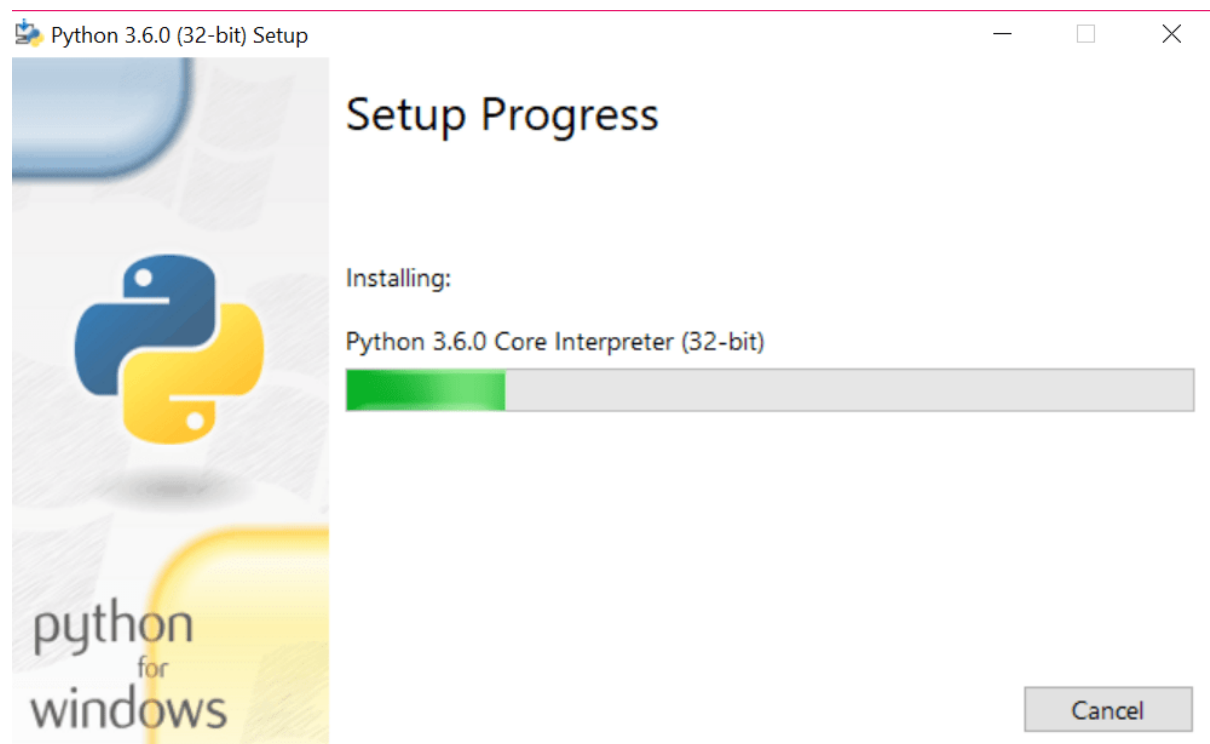 Python 3.6.0 (32-bit) Setup
Setup Progress
Installing:
Python 3.6.0 Core Interpreter (32-bit)
python
for
windows
Cancel